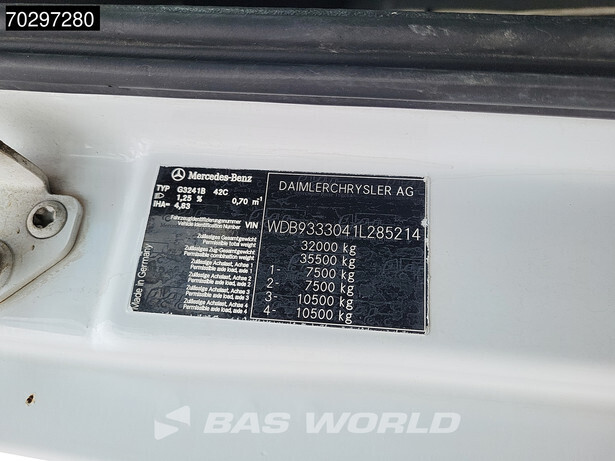 70297280
Mercedes-Benz
DAIMLERCHRYSLER AG
TYP G3241B 42C
1,25 % 0,70 m⁻¹
IHA= 4,83
Fahrzeugidentifizierungsnummer
Vehicle Identification Number VIN WDB9333041L285214
Zulässiges Gesamtgewicht
Permissible total weight 32000 kg
Zulässiges Zug-Gesamtgewicht
Permissible combination weight 35500 kg
Zulässige Achslast, Achse 1
Permissible axle load, axle 1 1- 7500 kg
Zulässige Achslast, Achse 2
Permissible axle load, axle 2 2- 7500 kg
Zulässige Achslast, Achse 3
Permissible axle load, axle 3 3- 10500 kg
Zulässige Achslast, Achse 4
Permissible axle load, axle 4 4- 10500 kg
Made in Germany
BAS WORLD